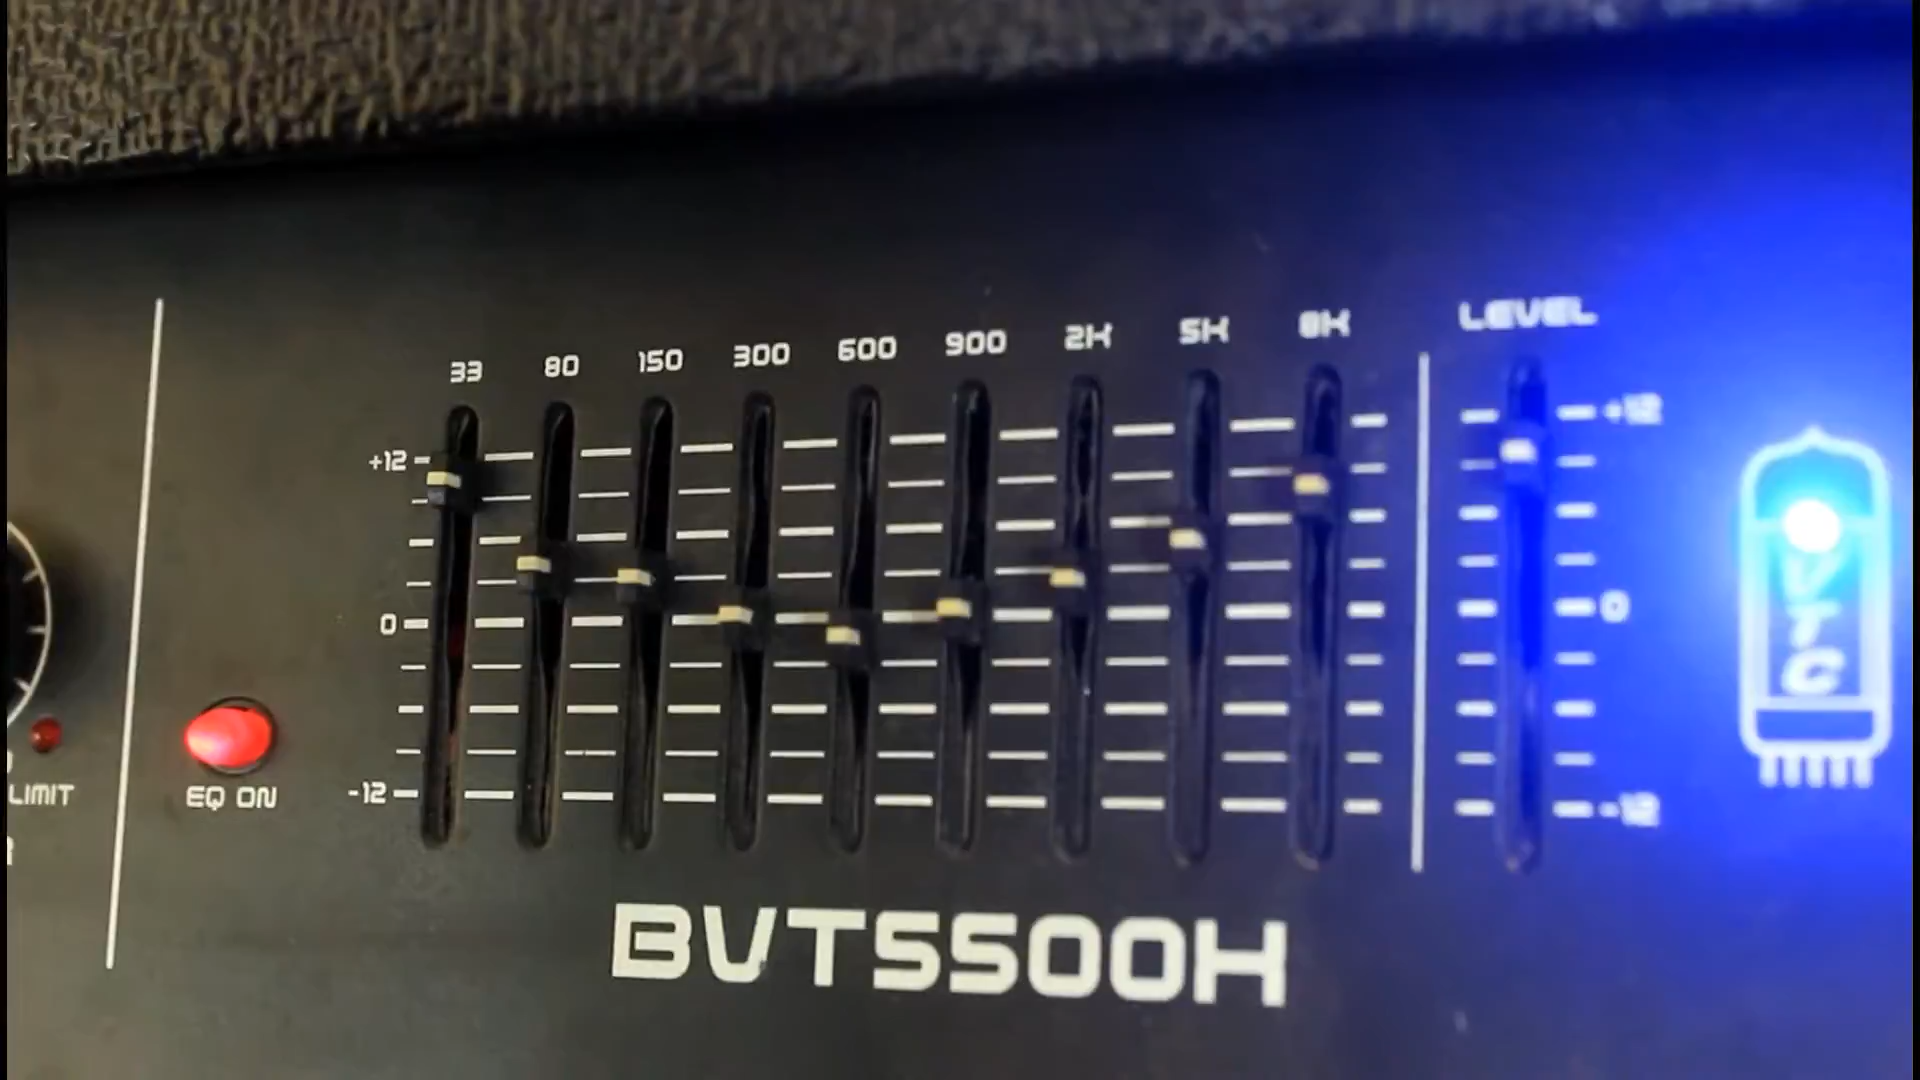 33 80 150 300 600 900 2K 5K 8K LEVEL
+12 +12
0 0
-12 -12
LIMIT
EQ ON
VTC
BVT5500H